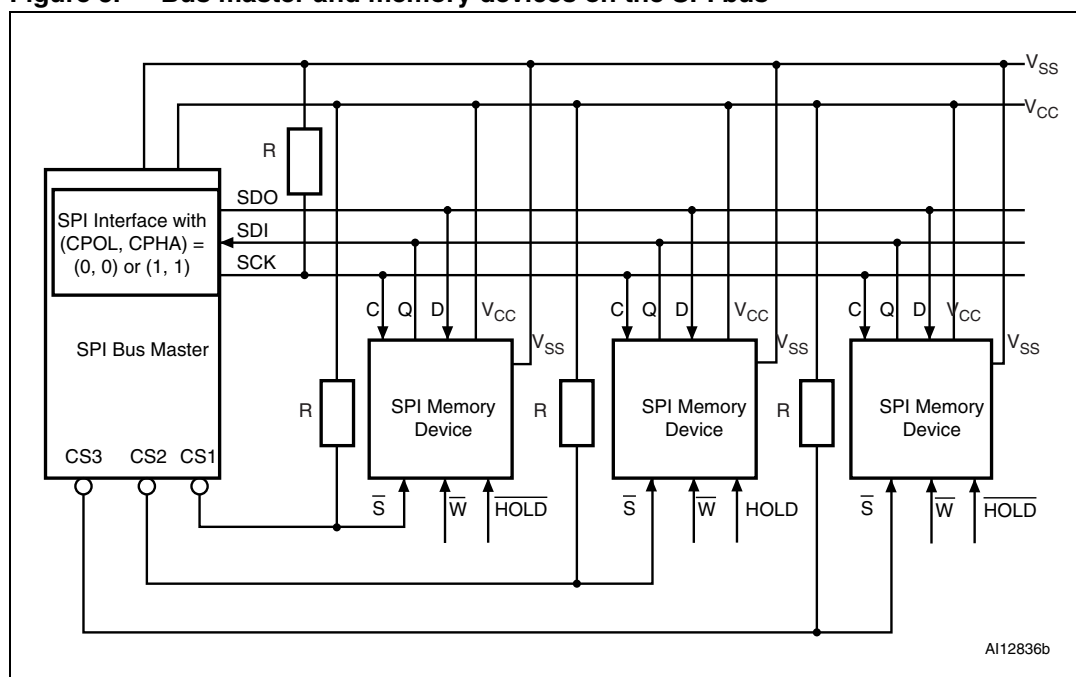 Figure 3. Bus master and memory devices on the SPI bus
VSS
VCC
R
SDO
SPI Interface with
(CPOL, CPHA) =
(0, 0) or (1, 1)
SDI
SCK
SPI Bus Master
C Q D VCC VSS
C Q D VCC VSS
C Q D VCC VSS
R
SPI Memory
Device
R
SPI Memory
Device
R
SPI Memory
Device
CS3 CS2 CS1
S̅ W̅ H̅O̅L̅D̅
S̅ W̅ HOLD
S̅ W̅ H̅O̅L̅D̅
AI12836b